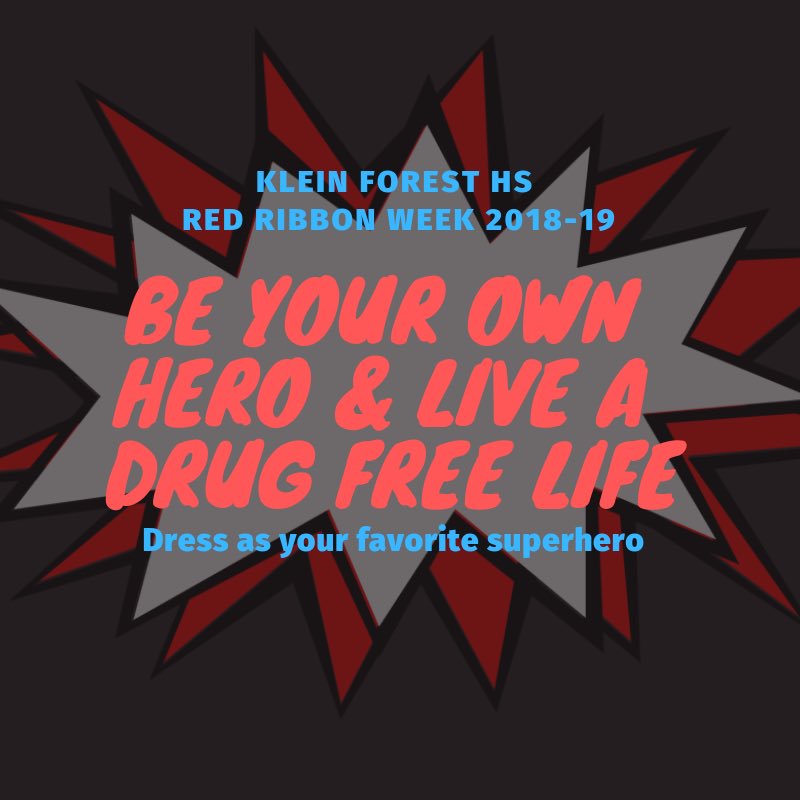 KLEIN FOREST HS
RED RIBBON WEEK 2018-19
BE YOUR OWN
HERO & LIVE A
DRUG FREE LIFE
Dress as your favorite superhero